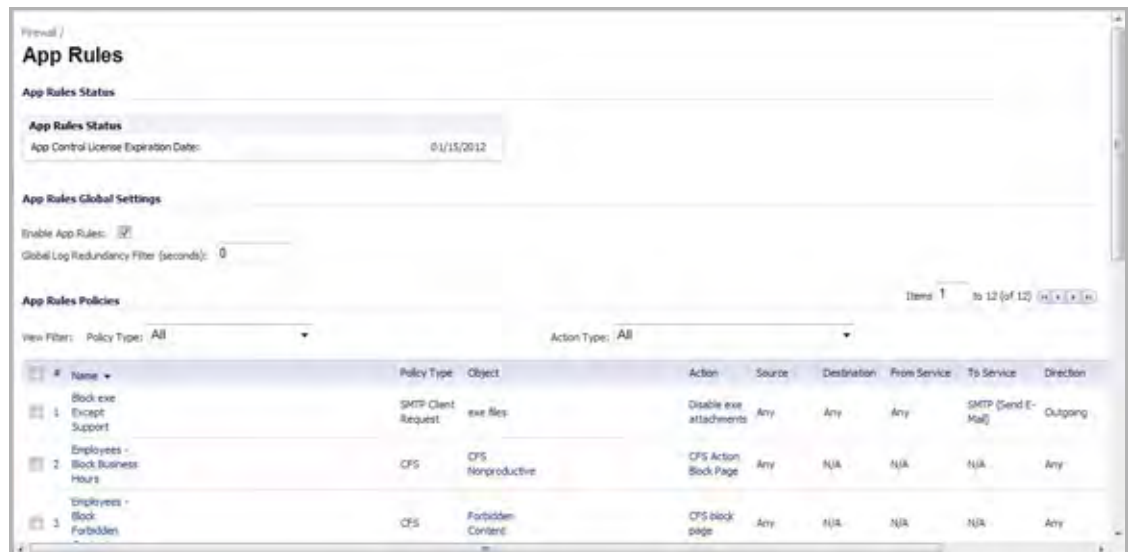 Firewall /
App Rules
App Rules Status
App Rules Status
App Control License Expiration Date: 01/15/2012
App Rules Global Settings
Enable App Rules:
Global Log Redundancy Filter (seconds): 0
App Rules Policies Items 1 to 12 (of 12)
View Filter: Policy Type: All Action Type: All
# Name Policy Type Object Action Source Destination From Service To Service Direction
1 Block exe Except Support SMTP Client Request exe files Disable exe attachments Any Any Any SMTP (Send E-Mail) Outgoing
2 Employees - Block Business Hours CFS CFS Nonproductive CFS Action Block Page Any N/A N/A N/A Any
3 Employees - Block Forbidden CFS Forbidden Content CFS block page Any N/A N/A N/A Any